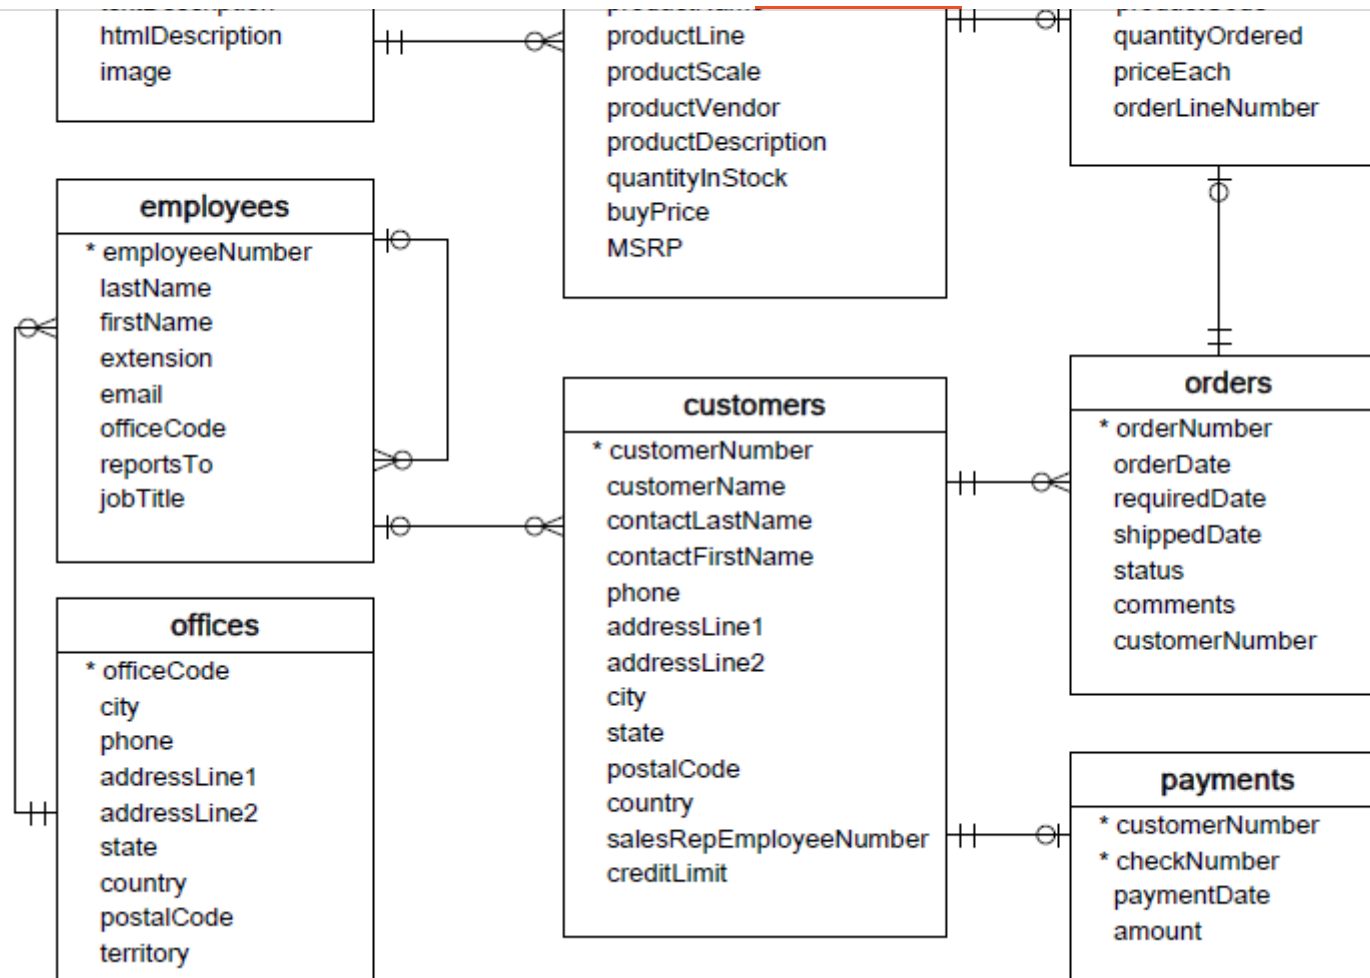 htmlDescription
image
productLine
productScale
productVendor
productDescription
quantityInStock
buyPrice
MSRP
quantityOrdered
priceEach
orderLineNumber
employees
* employeeNumber
lastName
firstName
extension
email
officeCode
reportsTo
jobTitle
customers
* customerNumber
customerName
contactLastName
contactFirstName
phone
addressLine1
addressLine2
city
state
postalCode
country
salesRepEmployeeNumber
creditLimit
orders
* orderNumber
orderDate
requiredDate
shippedDate
status
comments
customerNumber
offices
* officeCode
city
phone
addressLine1
addressLine2
state
country
postalCode
territory
payments
* customerNumber
* checkNumber
paymentDate
amount